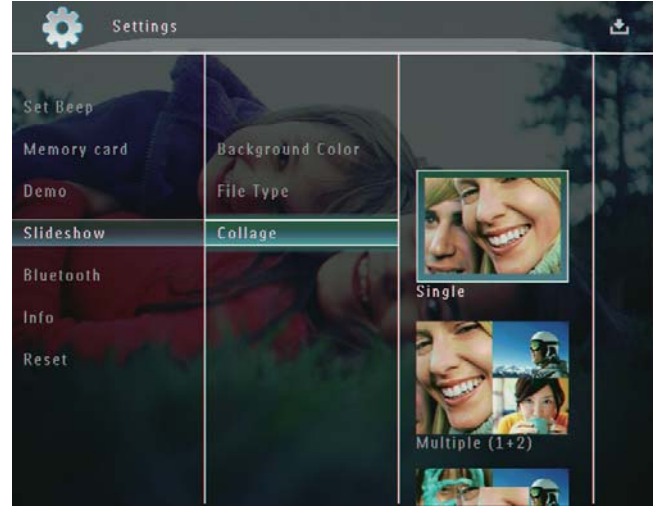 Settings
Set Beep
Memory card
Demo
Slideshow
Bluetooth
Info
Reset
Background Color
File Type
Collage
Single
Multiple (1+2)